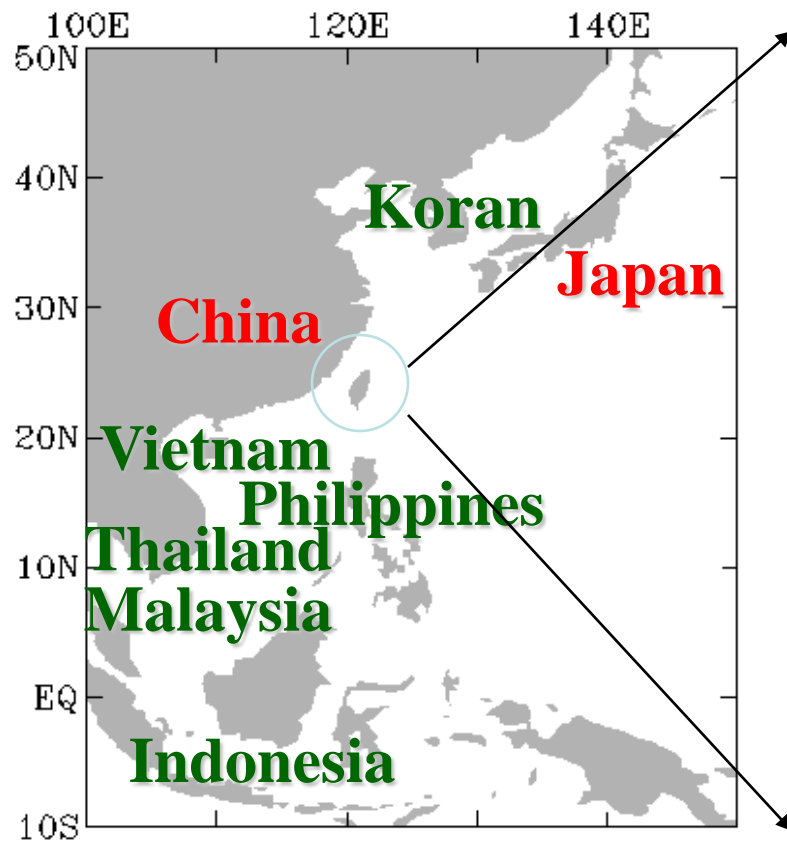 100E 120E 140E
50N
40N
Koran
Japan
30N
China
20N
Vietnam
Philippines
Thailand
10N
Malaysia
EQ
Indonesia
10S